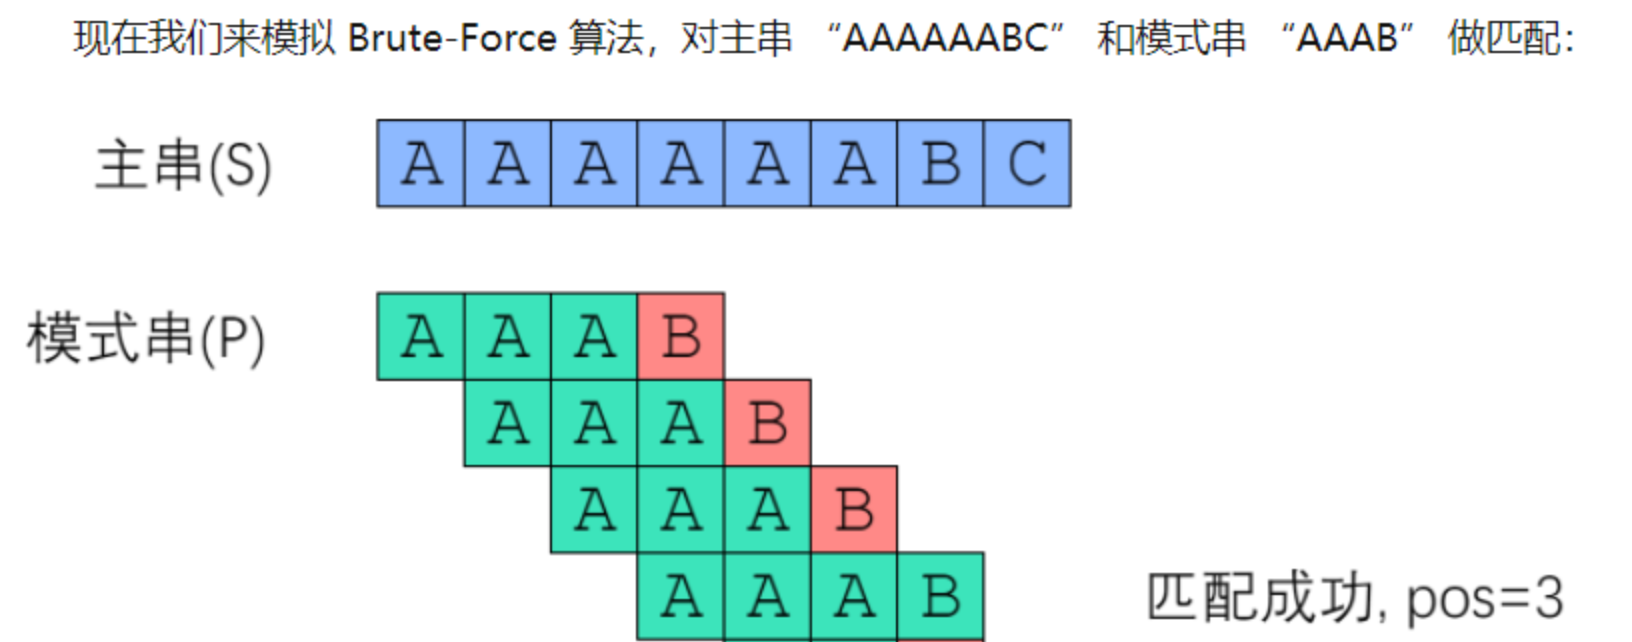 现在我们来模拟 Brute-Force 算法，对主串 “AAAAAABC” 和模式串 “AAAB” 做匹配：
主串(S) A A A A A A B C
模式串(P) A A A B
A A A B
A A A B
A A A B 匹配成功, pos=3